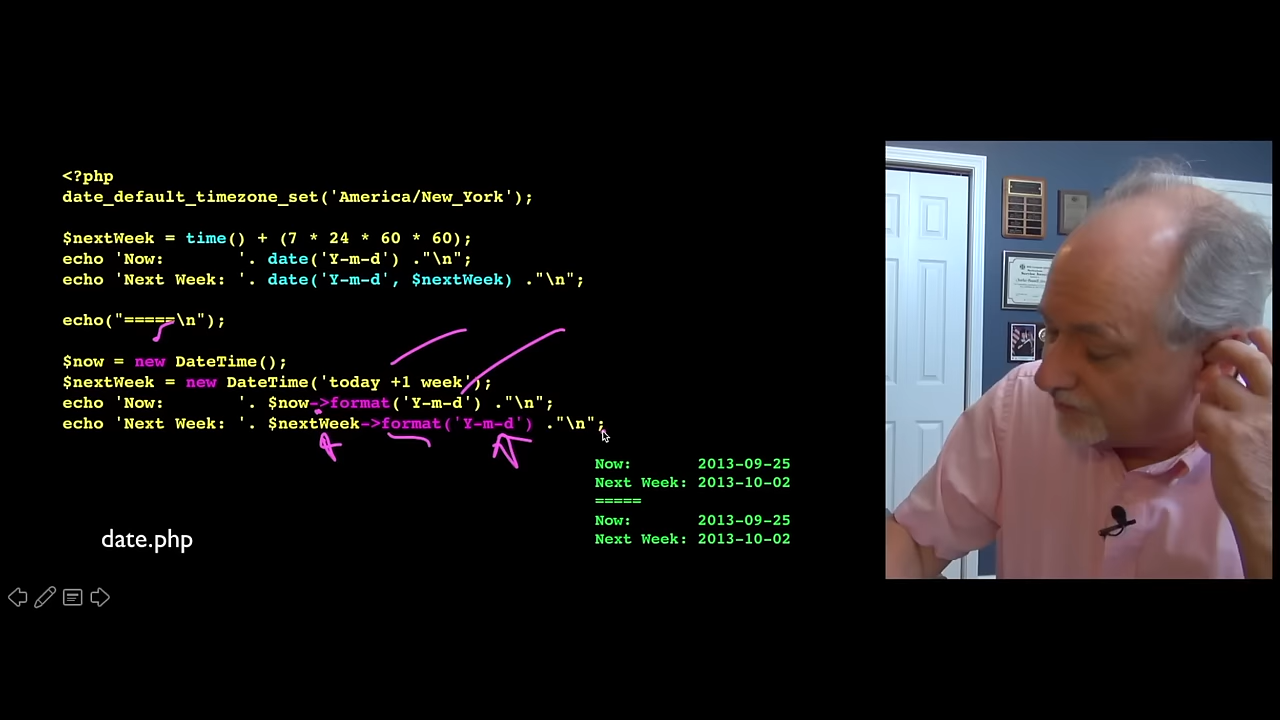 <?php
date_default_timezone_set('America/New_York');
$nextWeek = time() + (7 * 24 * 60 * 60);
echo 'Now:       '. date('Y-m-d') ."\n";
echo 'Next Week: '. date('Y-m-d', $nextWeek) ."\n";
echo("=====\n");
$now = new DateTime();
$nextWeek = new DateTime('today +1 week');
echo 'Now:       '. $now->format('Y-m-d') ."\n";
echo 'Next Week: '. $nextWeek->format('Y-m-d') ."\n";
Now:       2013-09-25
Next Week: 2013-10-02
=====
Now:       2013-09-25
Next Week: 2013-10-02
date.php